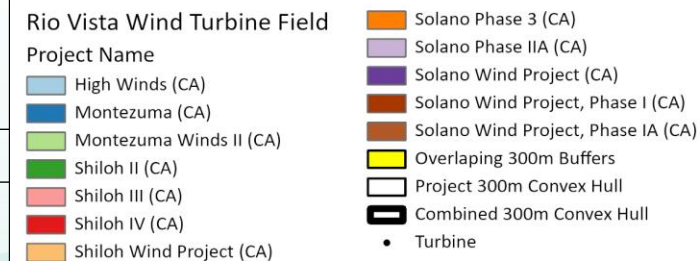 Rio Vista Wind Turbine Field
Project Name
High Winds (CA)
Montezuma (CA)
Montezuma Winds II (CA)
Shiloh II (CA)
Shiloh III (CA)
Shiloh IV (CA)
Shiloh Wind Project (CA)
Solano Phase 3 (CA)
Solano Phase IIA (CA)
Solano Wind Project (CA)
Solano Wind Project, Phase I (CA)
Solano Wind Project, Phase IA (CA)
Overlaping 300m Buffers
Project 300m Convex Hull
Combined 300m Convex Hull
Turbine